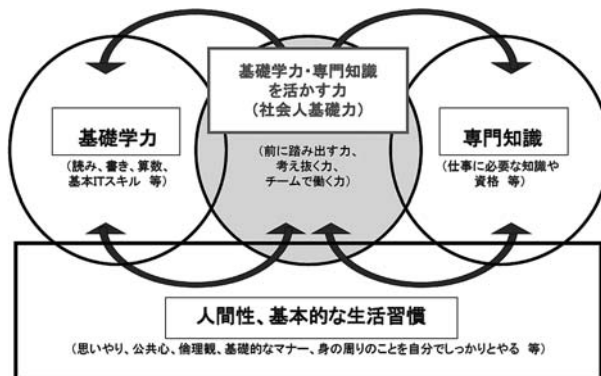 基礎学力・専門知識
を活かす力
(社会人基礎力)
基礎学力
(読み、書き、算数、
基本ITスキル 等)
(前に踏み出す力、
考え抜く力、
チームで働く力)
専門知識
(仕事に必要な知識や
資格 等)
人間性、基本的な生活習慣
(思いやり、公共心、倫理観、基礎的なマナー、身の周りのことを自分でしっかりとやる 等)